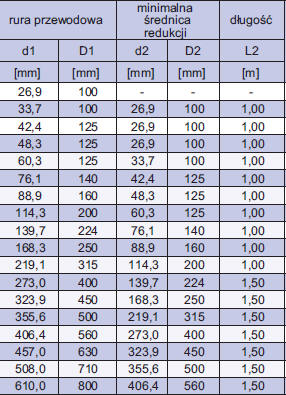 rura przewodowa minimalna średnica redukcji długość
d1 D1 d2 D2 L2
[mm] [mm] [mm] [mm] [m]
26,9 100 - - -
33,7 100 26,9 100 1,00
42,4 125 26,9 100 1,00
48,3 125 26,9 100 1,00
60,3 125 33,7 100 1,00
76,1 140 42,4 125 1,00
88,9 160 48,3 125 1,00
114,3 200 60,3 125 1,00
139,7 224 76,1 140 1,00
168,3 250 88,9 160 1,00
219,1 315 114,3 200 1,00
273,0 400 139,7 224 1,50
323,9 450 168,3 250 1,50
355,6 500 219,1 315 1,50
406,4 560 273,0 400 1,50
457,0 630 323,9 450 1,50
508,0 710 355,6 500 1,50
610,0 800 406,4 560 1,50